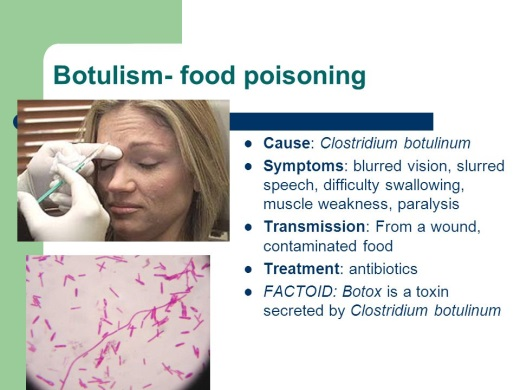 Botulism- food poisoning
Cause: Clostridium botulinum
Symptoms: blurred vision, slurred
speech, difficulty swallowing,
muscle weakness, paralysis
Transmission: From a wound,
contaminated food
Treatment: antibiotics
FACTOID: Botox is a toxin
secreted by Clostridium botulinum